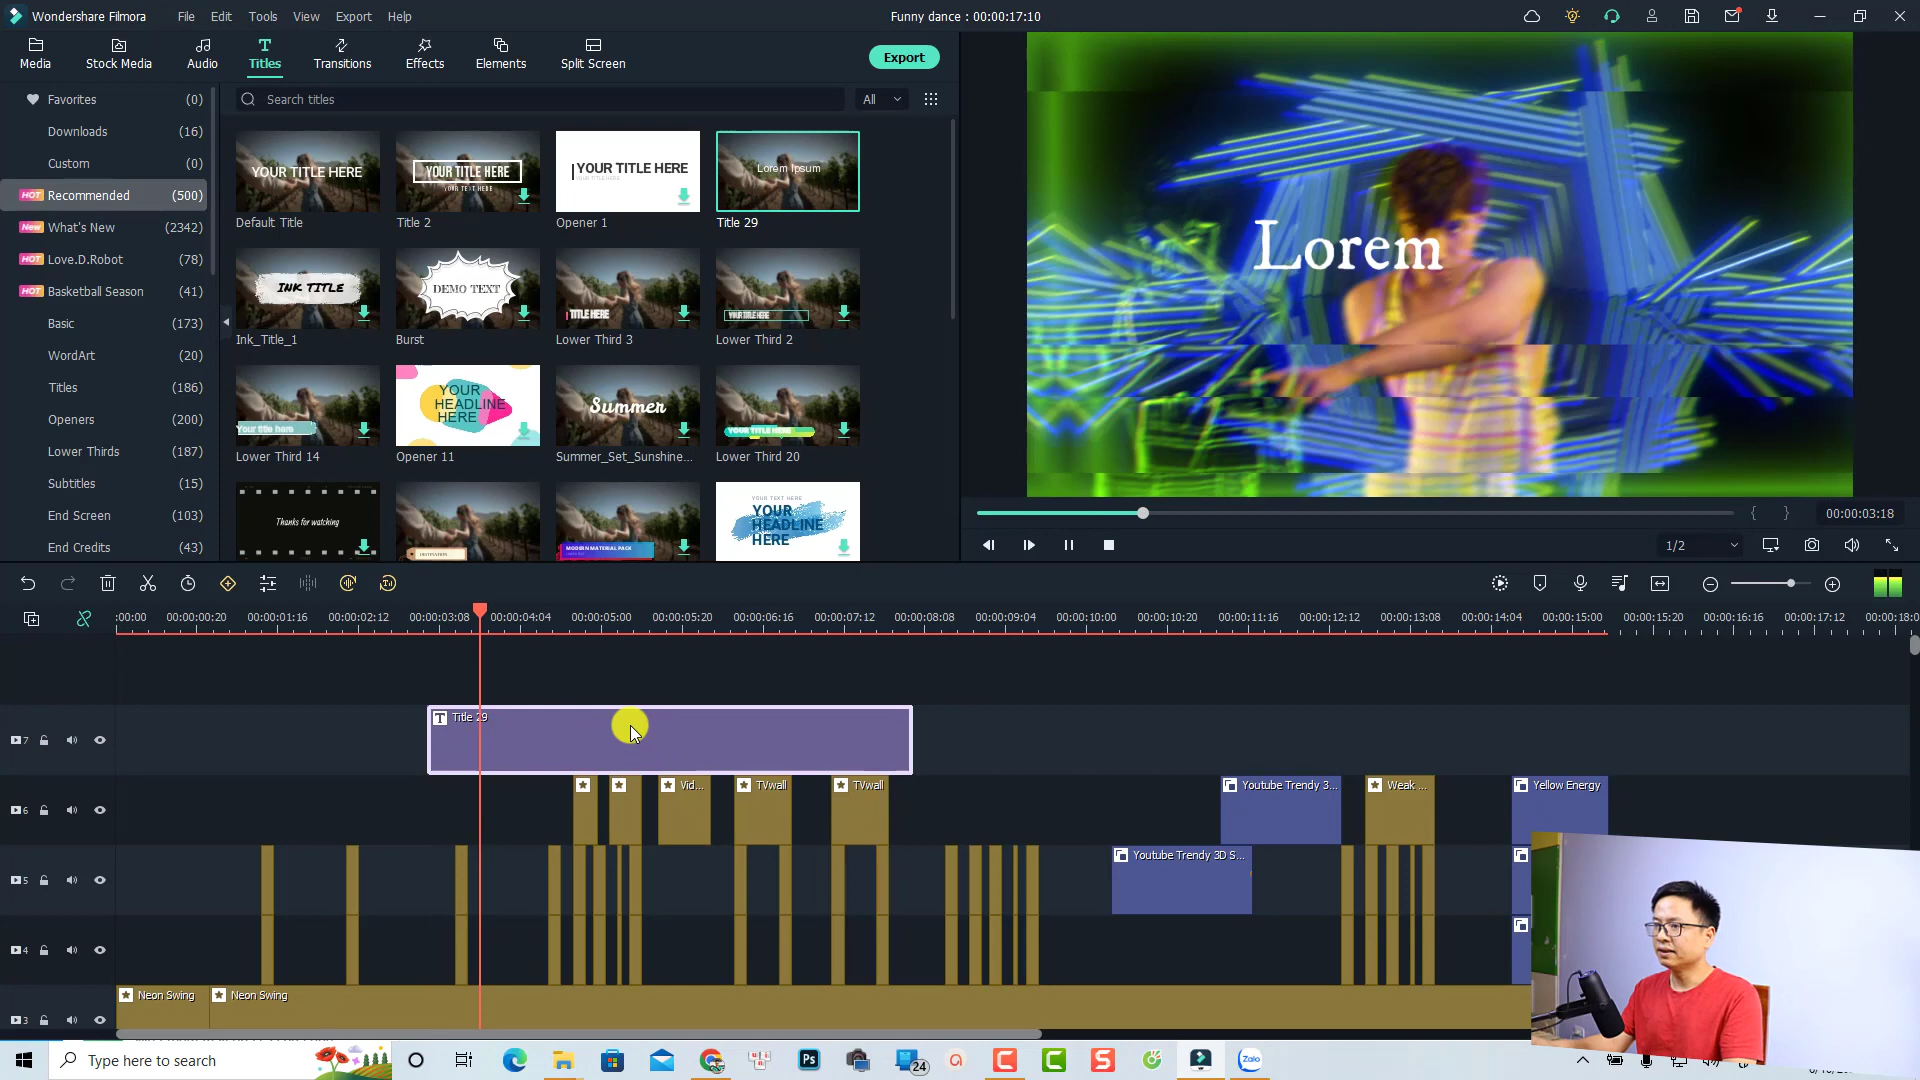 Wondershare Filmora
File Edit Tools View Export Help
Funny dance : 00:00:17:10
Media Stock Media Audio Titles Transitions Effects Elements Split Screen
Export
Favorites (0)
Downloads (16)
Custom (0)
HOT Recommended (500)
New What's New (2342)
HOT Love.D.Robot (78)
HOT Basketball Season (41)
Basic (173)
WordArt (20)
Titles (186)
Openers (200)
Lower Thirds (187)
Subtitles (15)
End Screen (103)
End Credits (43)
Search titles
All
YOUR TITLE HERE
Default Title
YOUR TITLE HERE
YOUR TEXT HERE
Title 2
YOUR TITLE HERE
Opener 1
Lorem Ipsum
Title 29
INK TITLE
Ink_Title_1
DEMO TEXT
Burst
TITLE HERE
Lower Third 3
YOUR TITLE HERE
Lower Third 2
Your title here
Lower Third 14
YOUR HEADLINE HERE
Opener 11
Summer
Summer_Set_Sunshine...
YOUR TITLE HERE
Lower Third 20
Thanks for watching
DESTINATION
MODERN MATERIAL PACK
YOUR TEXT HERE
YOUR HEADLINE HERE
Lorem
{ } 00:00:03:18
1/2
:00:00 00:00:00:20 00:00:01:16 00:00:02:12 00:00:03:08 00:00:04:04 00:00:05:00 00:00:05:20 00:00:06:16 00:00:07:12 00:00:08:08 00:00:09:04 00:00:10:00 00:00:10:20 00:00:11:16 00:00:12:12 00:00:13:08 00:00:14:04 00:00:15:00 00:00:15:20 00:00:16:16 00:00:17:12 00:00:18:0
7
T Title 29
6
Vid... TVwall TVwall Youtube Trendy 3... Weak ... Yellow Energy
5
Youtube Trendy 3D S...
4
3
Neon Swing Neon Swing
Type here to search
Ps
24
C C S
Zalo